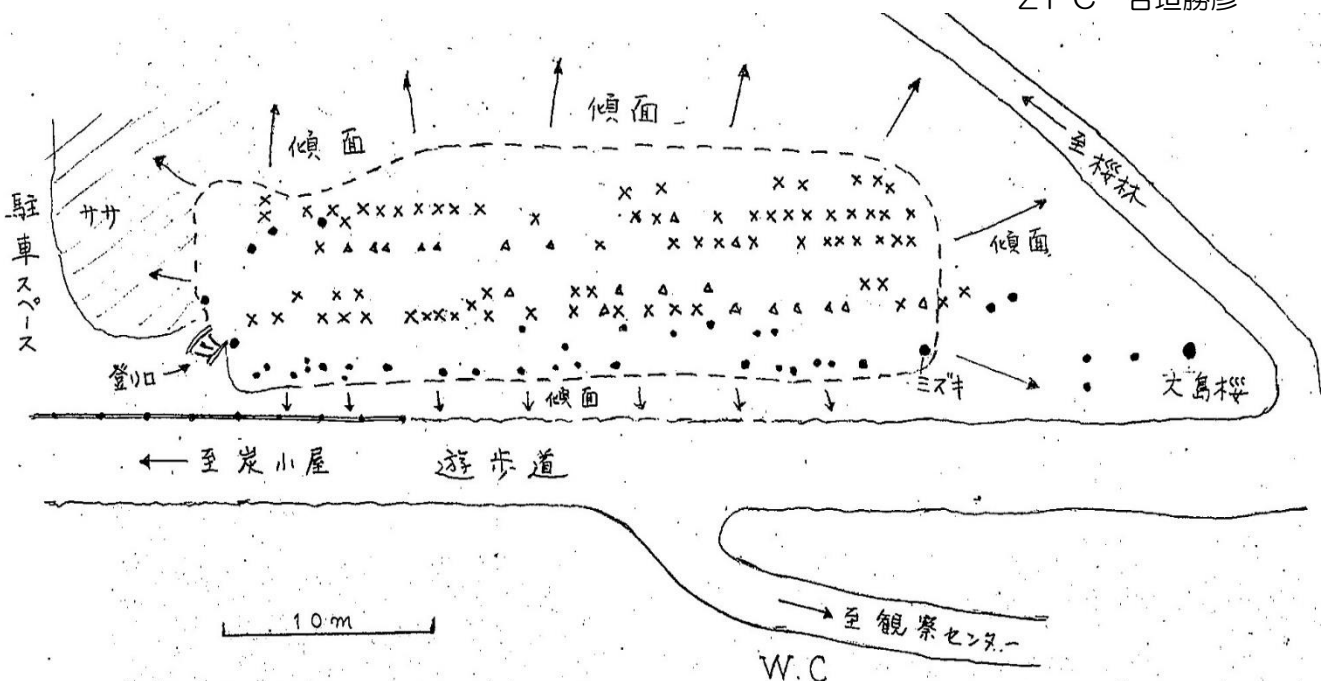 傾面
傾面
至桜林
駐車スペース
ササ
傾面
登り口
ミズキ
大島桜
傾面
← 至炭小屋 遊歩道
10m
至観察センター
W.C